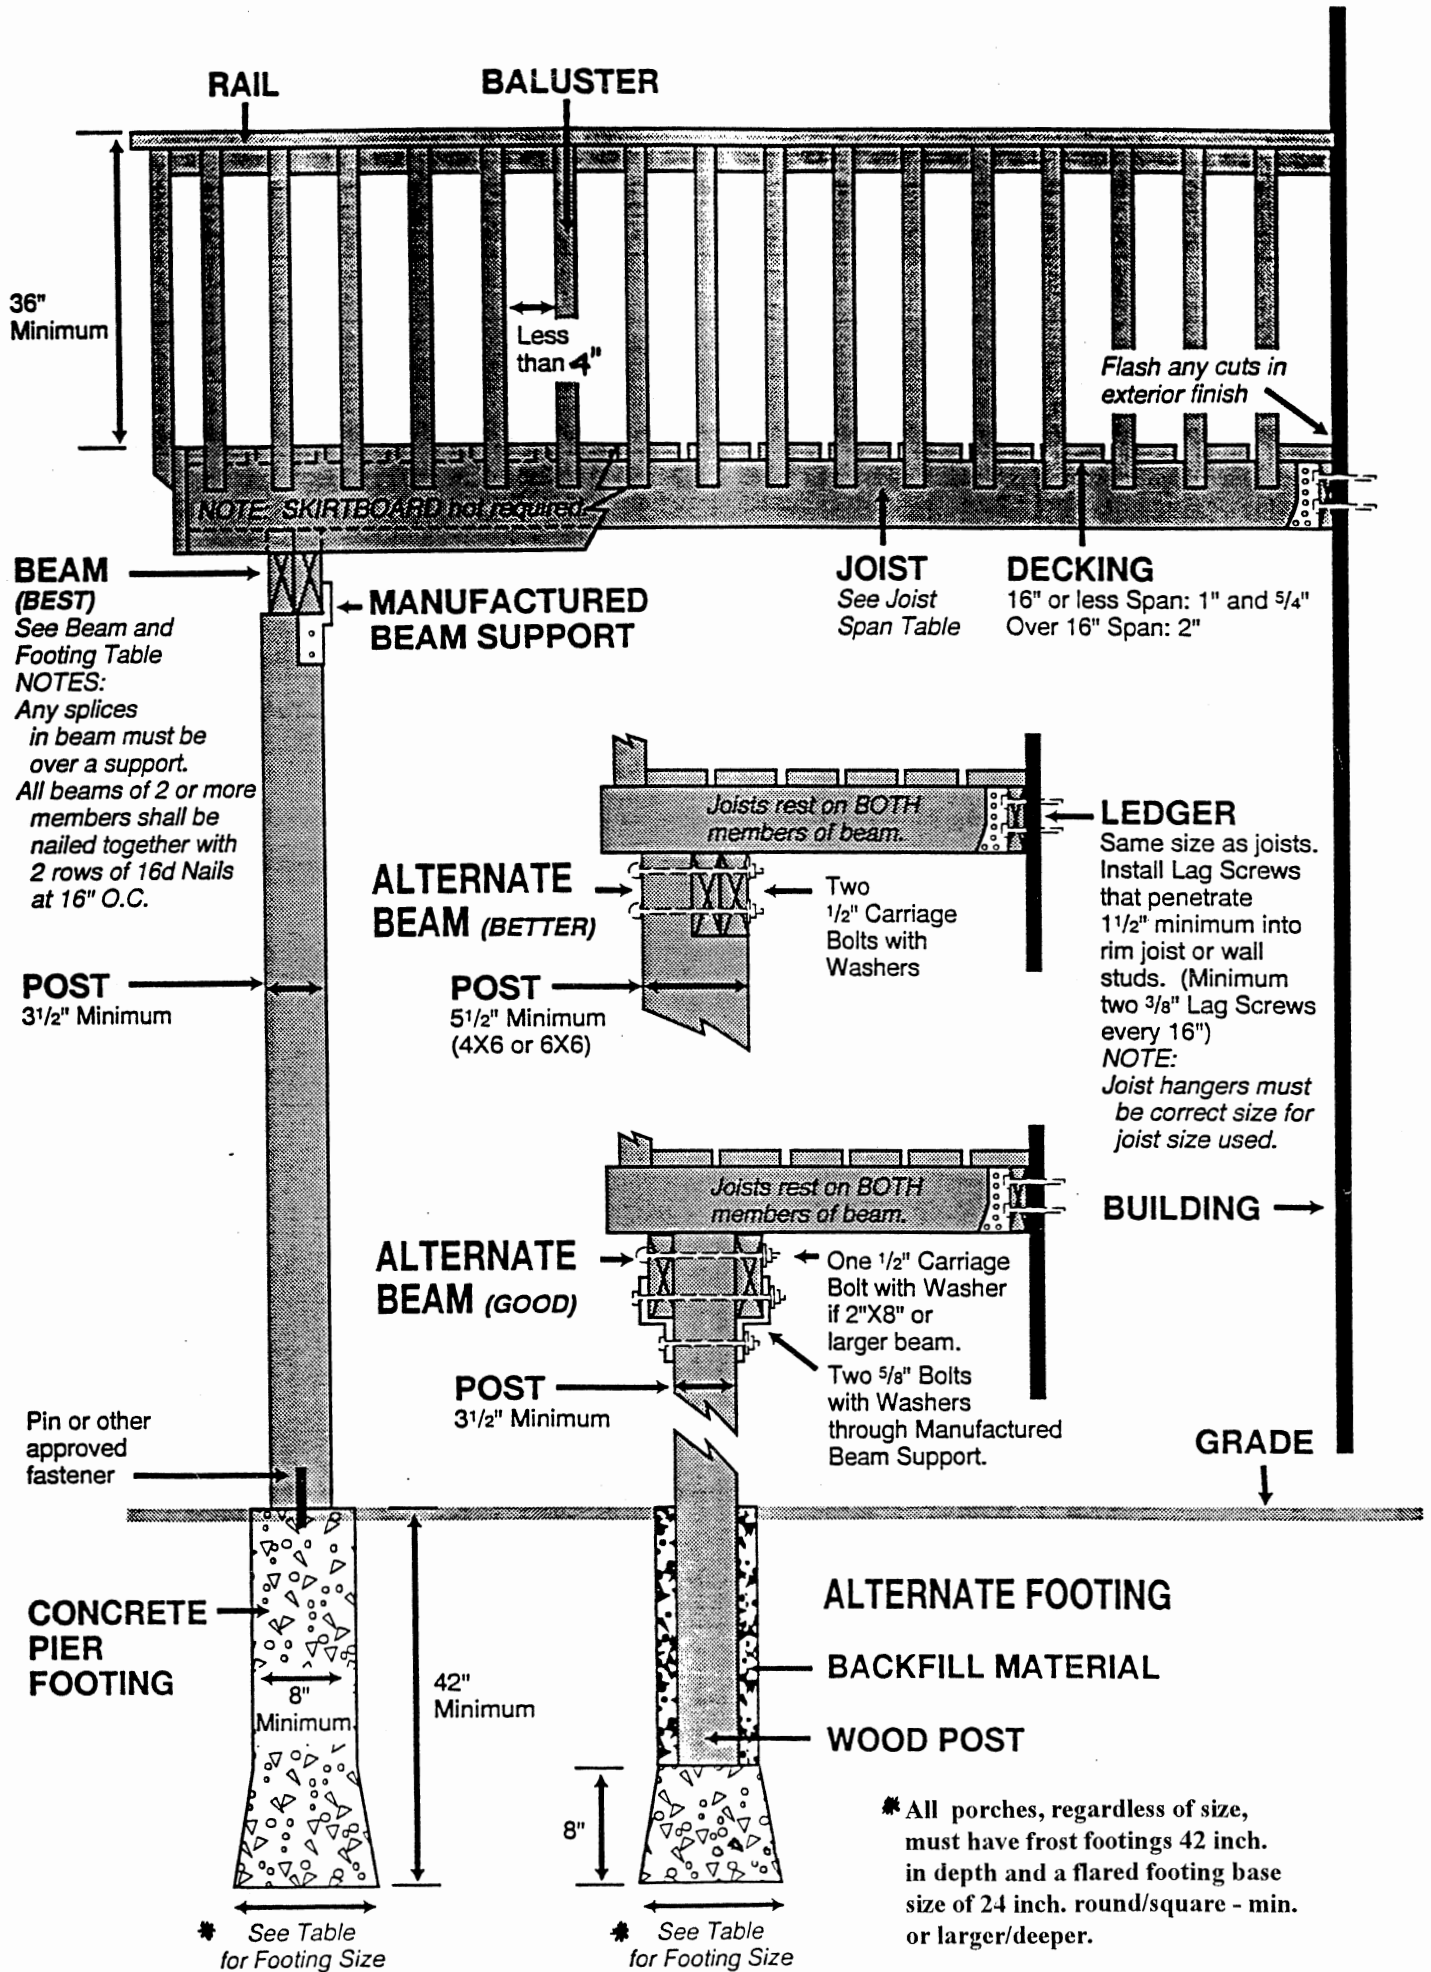 RAIL
BALUSTER
36"
Minimum
Less
than 4"
Flash any cuts in
exterior finish
NOTE: SKIRTBOARD not required.
BEAM
(BEST)
See Beam and
Footing Table
NOTES:
Any splices
in beam must be
over a support.
All beams of 2 or more
members shall be
nailed together with
2 rows of 16d Nails
at 16" O.C.
MANUFACTURED
BEAM SUPPORT
JOIST
See Joist
Span Table
DECKING
16" or less Span: 1" and 5/4"
Over 16" Span: 2"
Joists rest on BOTH
members of beam.
ALTERNATE
BEAM (BETTER)
Two
1/2" Carriage
Bolts with
Washers
LEDGER
Same size as joists.
Install Lag Screws
that penetrate
1 1/2" minimum into
rim joist or wall
studs. (Minimum
two 3/8" Lag Screws
every 16")
NOTE:
Joist hangers must
be correct size for
joist size used.
POST
3 1/2" Minimum
POST
5 1/2" Minimum
(4X6 or 6X6)
Joists rest on BOTH
members of beam.
BUILDING
ALTERNATE
BEAM (GOOD)
One 1/2" Carriage
Bolt with Washer
if 2"X8" or
larger beam.
Two 5/8" Bolts
with Washers
through Manufactured
Beam Support.
POST
3 1/2" Minimum
Pin or other
approved
fastener
GRADE
CONCRETE
PIER
FOOTING
8"
Minimum
42"
Minimum
ALTERNATE FOOTING
BACKFILL MATERIAL
WOOD POST
8"
* All porches, regardless of size,
must have frost footings 42 inch.
in depth and a flared footing base
size of 24 inch. round/square - min.
or larger/deeper.
* See Table
for Footing Size
* See Table
for Footing Size